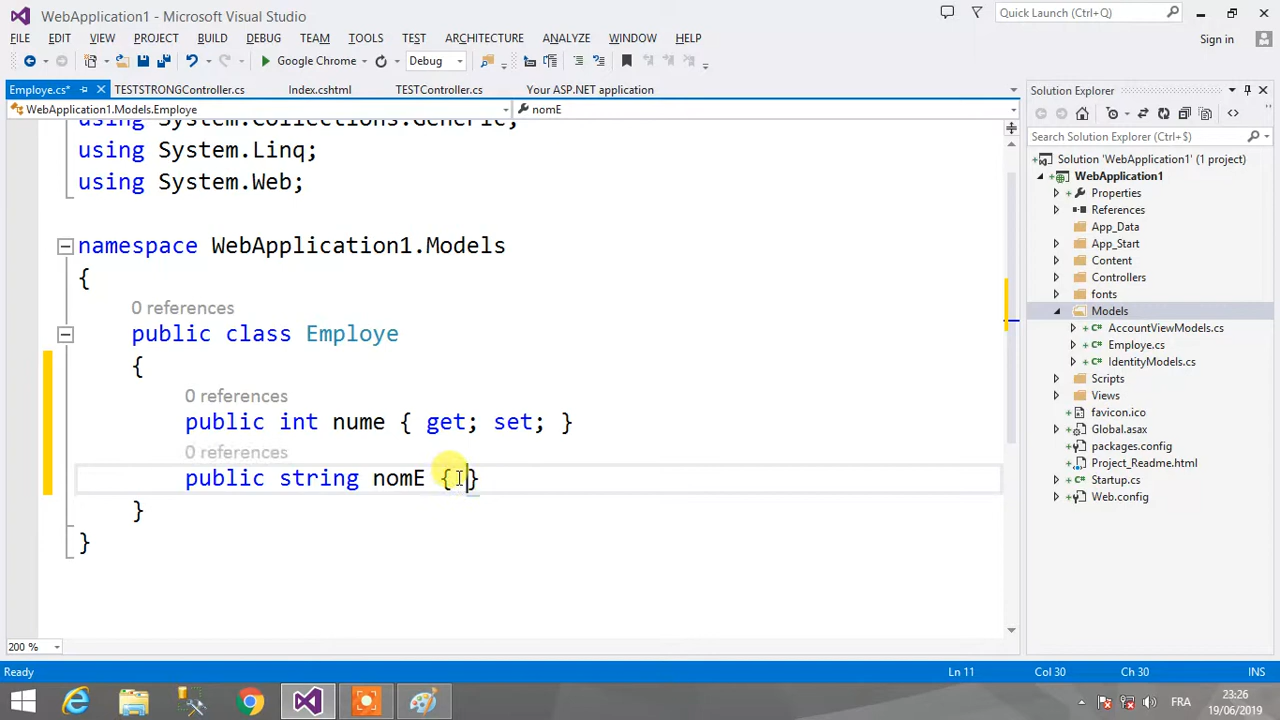 WebApplication1 - Microsoft Visual Studio
Quick Launch (Ctrl+Q)
FILE EDIT VIEW PROJECT BUILD DEBUG TEAM TOOLS TEST ARCHITECTURE ANALYZE WINDOW HELP
Sign in
Google Chrome
Debug
Employe.cs*
TESTSTRONGController.cs
Index.cshtml
TESTController.cs
Your ASP.NET application
WebApplication1.Models.Employe
nomE
using System.Collections.Generic;
using System.Linq;
using System.Web;
namespace WebApplication1.Models
{
0 references
public class Employe
{
0 references
public int nume { get; set; }
0 references
public string nomE { }
}
}
200 %
Solution Explorer
Search Solution Explorer (Ctrl+$)
Solution 'WebApplication1' (1 project)
WebApplication1
Properties
References
App_Data
App_Start
Content
Controllers
fonts
Models
AccountViewModels.cs
Employe.cs
IdentityModels.cs
Scripts
Views
favicon.ico
Global.asax
packages.config
Project_Readme.html
Startup.cs
Web.config
Ready
Ln 11
Col 30
Ch 30
INS
FRA
23:26
19/06/2019